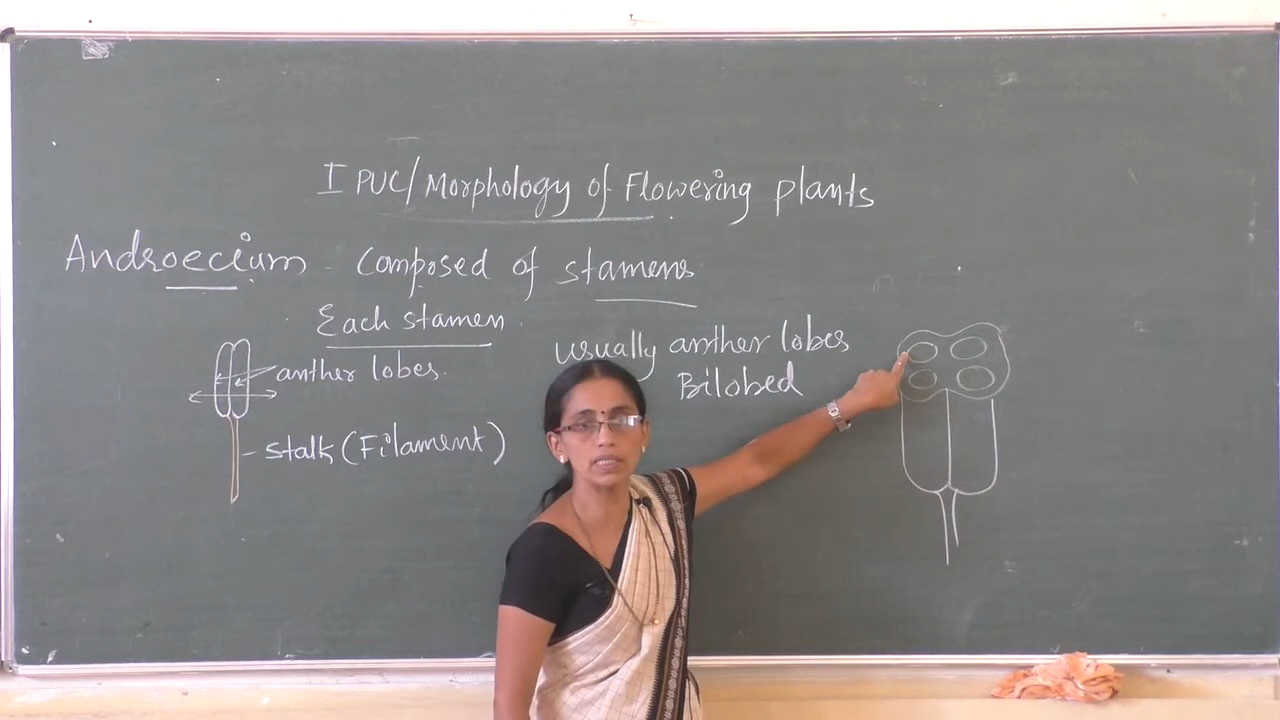 I PUC/Morphology of Flowering plants
Androecium - Composed of stamens
Each stamen
anther lobes.
stalk (Filament)
usually anther lobes
Bilobed